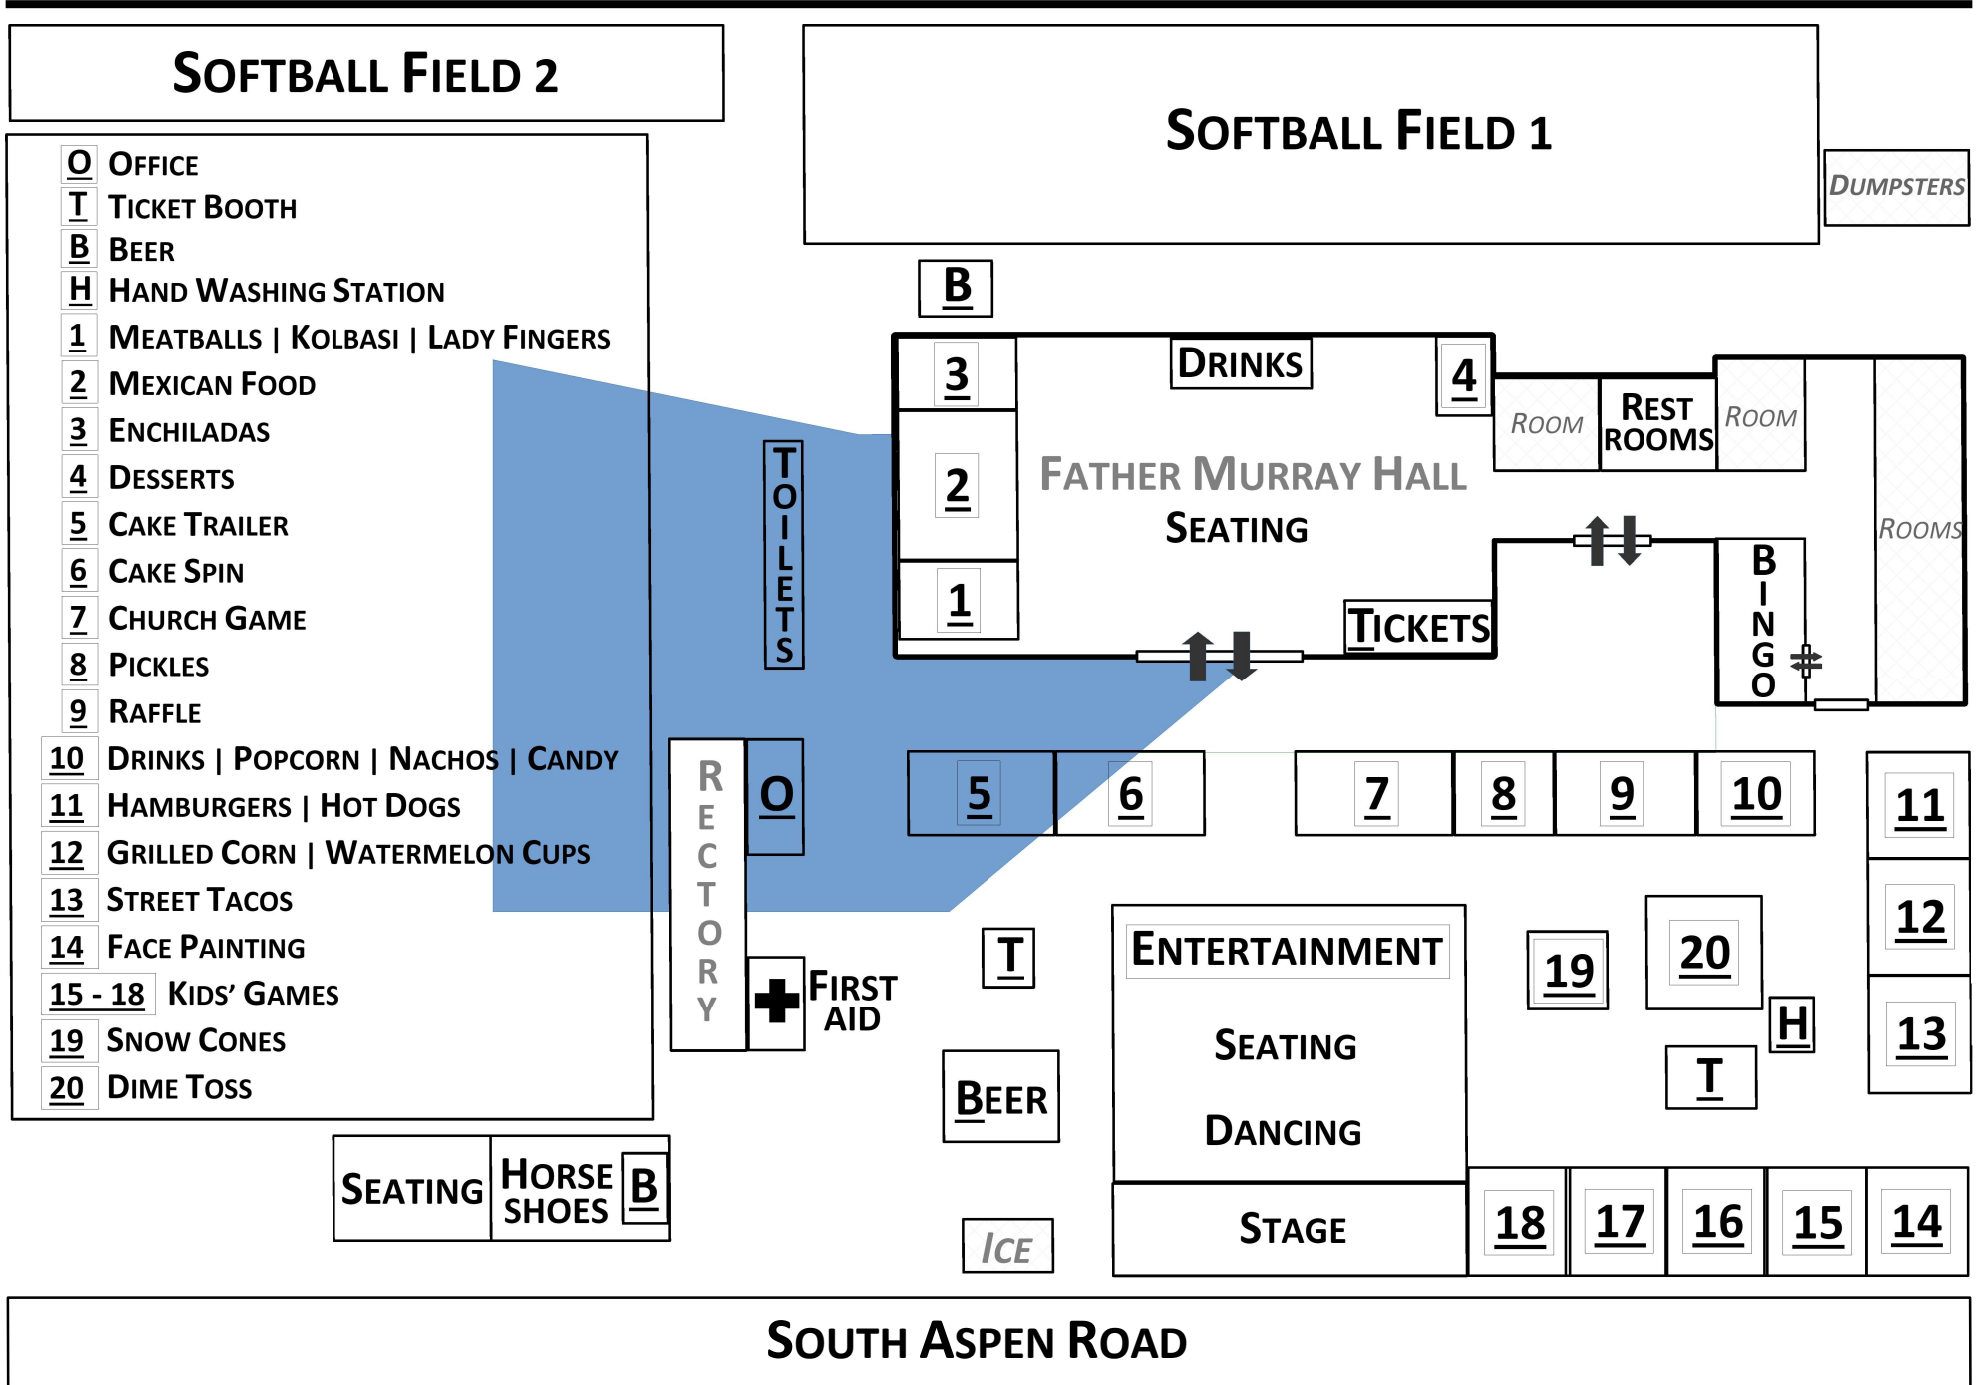 SOFTBALL FIELD 2
SOFTBALL FIELD 1
DUMPSTERS
O OFFICE
T TICKET BOOTH
B BEER
H HAND WASHING STATION
1 MEATBALLS | KOLBASI | LADY FINGERS
2 MEXICAN FOOD
3 ENCHILADAS
4 DESSERTS
5 CAKE TRAILER
6 CAKE SPIN
7 CHURCH GAME
8 PICKLES
9 RAFFLE
10 DRINKS | POPCORN | NACHOS | CANDY
11 HAMBURGERS | HOT DOGS
12 GRILLED CORN | WATERMELON CUPS
13 STREET TACOS
14 FACE PAINTING
15 - 18 KIDS' GAMES
19 SNOW CONES
20 DIME TOSS
B
3
DRINKS
4
ROOM
REST
ROOMS
ROOM
2
FATHER MURRAY HALL
SEATING
ROOMS
TOILETS
1
TICKETS
BINGO
RECTORY
O
5
6
7
8
9
10
11
12
13
T
FIRST
AID
ENTERTAINMENT
SEATING
DANCING
STAGE
19
20
H
T
BEER
SEATING
HORSE
SHOES
B
ICE
18
17
16
15
14
SOUTH ASPEN ROAD